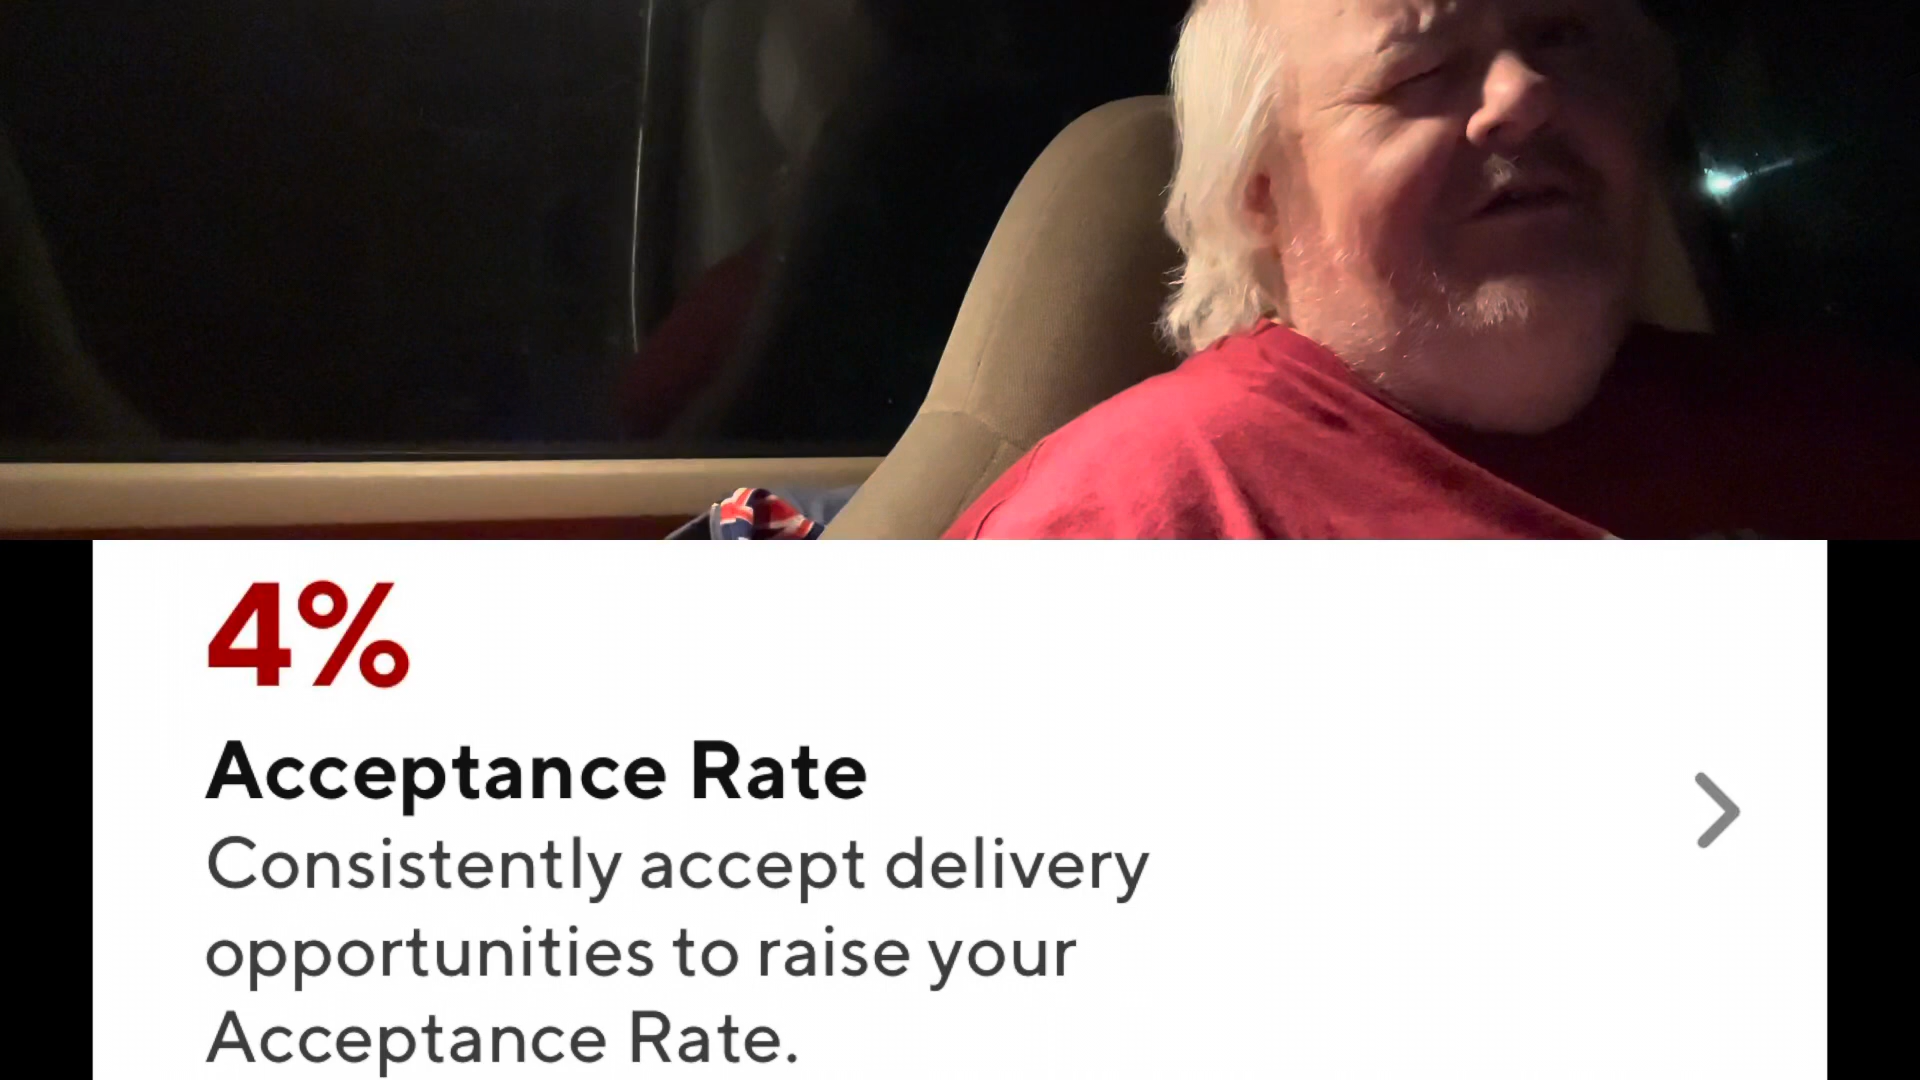 4%
Acceptance Rate
Consistently accept delivery
opportunities to raise your
Acceptance Rate.